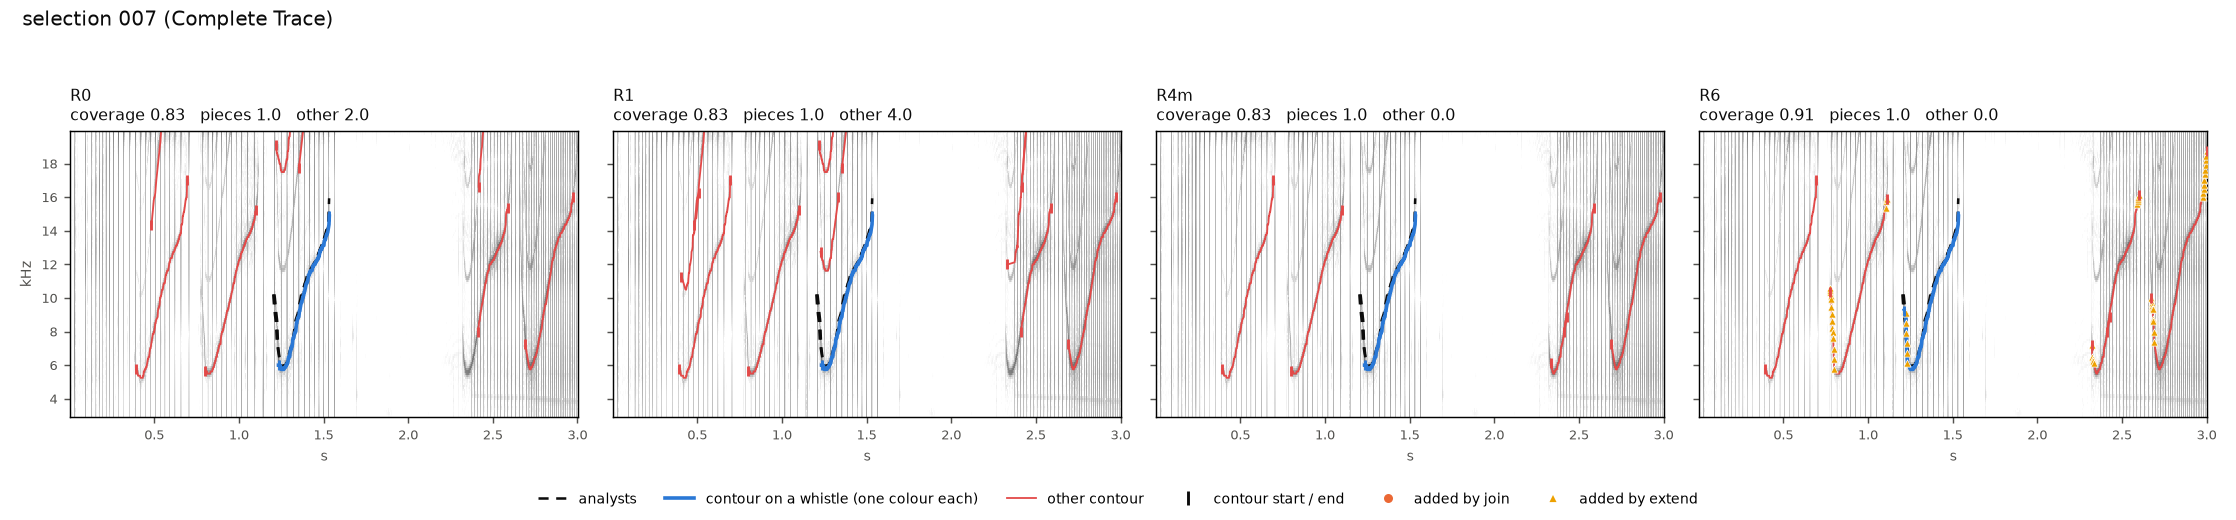 selection 007 (Complete Trace)
R0
coverage 0.83 pieces 1.0 other 2.0
R1
coverage 0.83 pieces 1.0 other 4.0
R4m
coverage 0.83 pieces 1.0 other 0.0
R6
coverage 0.91 pieces 1.0 other 0.0
kHz
18
16
14
12
10
8
6
4
0.5 1.0 1.5 2.0 2.5 3.0
0.5 1.0 1.5 2.0 2.5 3.0
0.5 1.0 1.5 2.0 2.5 3.0
0.5 1.0 1.5 2.0 2.5 3.0
s
s
s
s
analysts contour on a whistle (one colour each) other contour contour start / end added by join added by extend